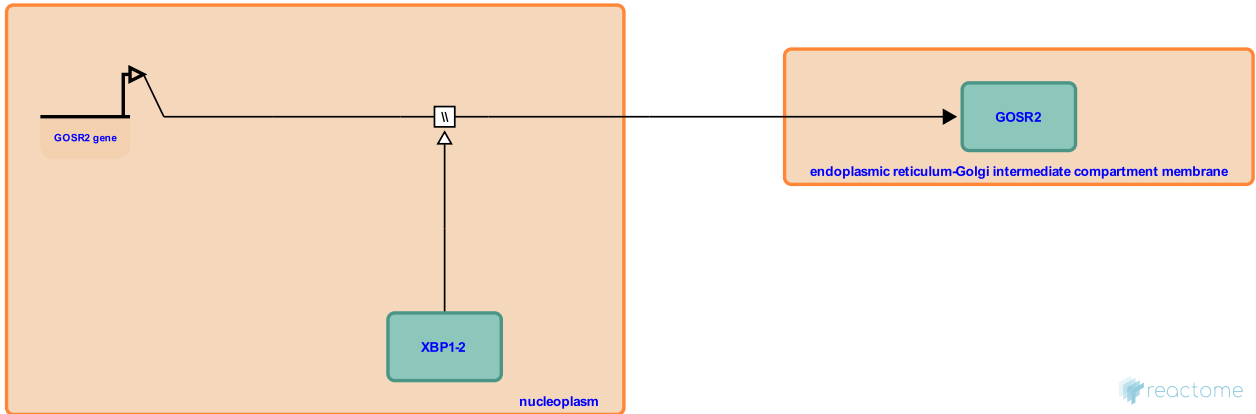 GOSR2 gene
\\
GOSR2
endoplasmic reticulum-Golgi intermediate compartment membrane
XBP1-2
nucleoplasm
reactome